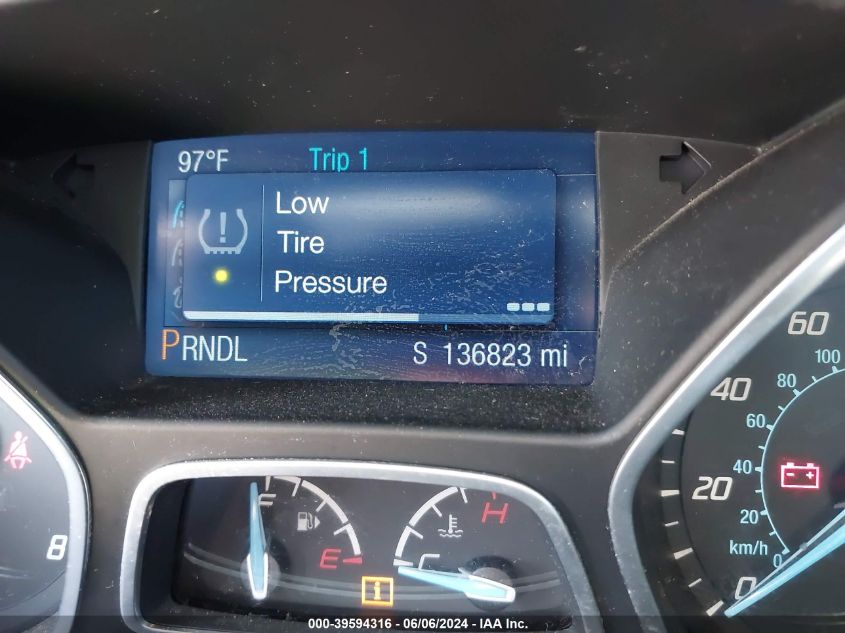 97°F Trip 1
Low
Tire
Pressure
PRNDL S 136823 mi
60
100
80
40
60
40
20
20
km/h
0
0
8
F
E
H
C
i
000-39594316 - 06/06/2024 - IAA Inc.